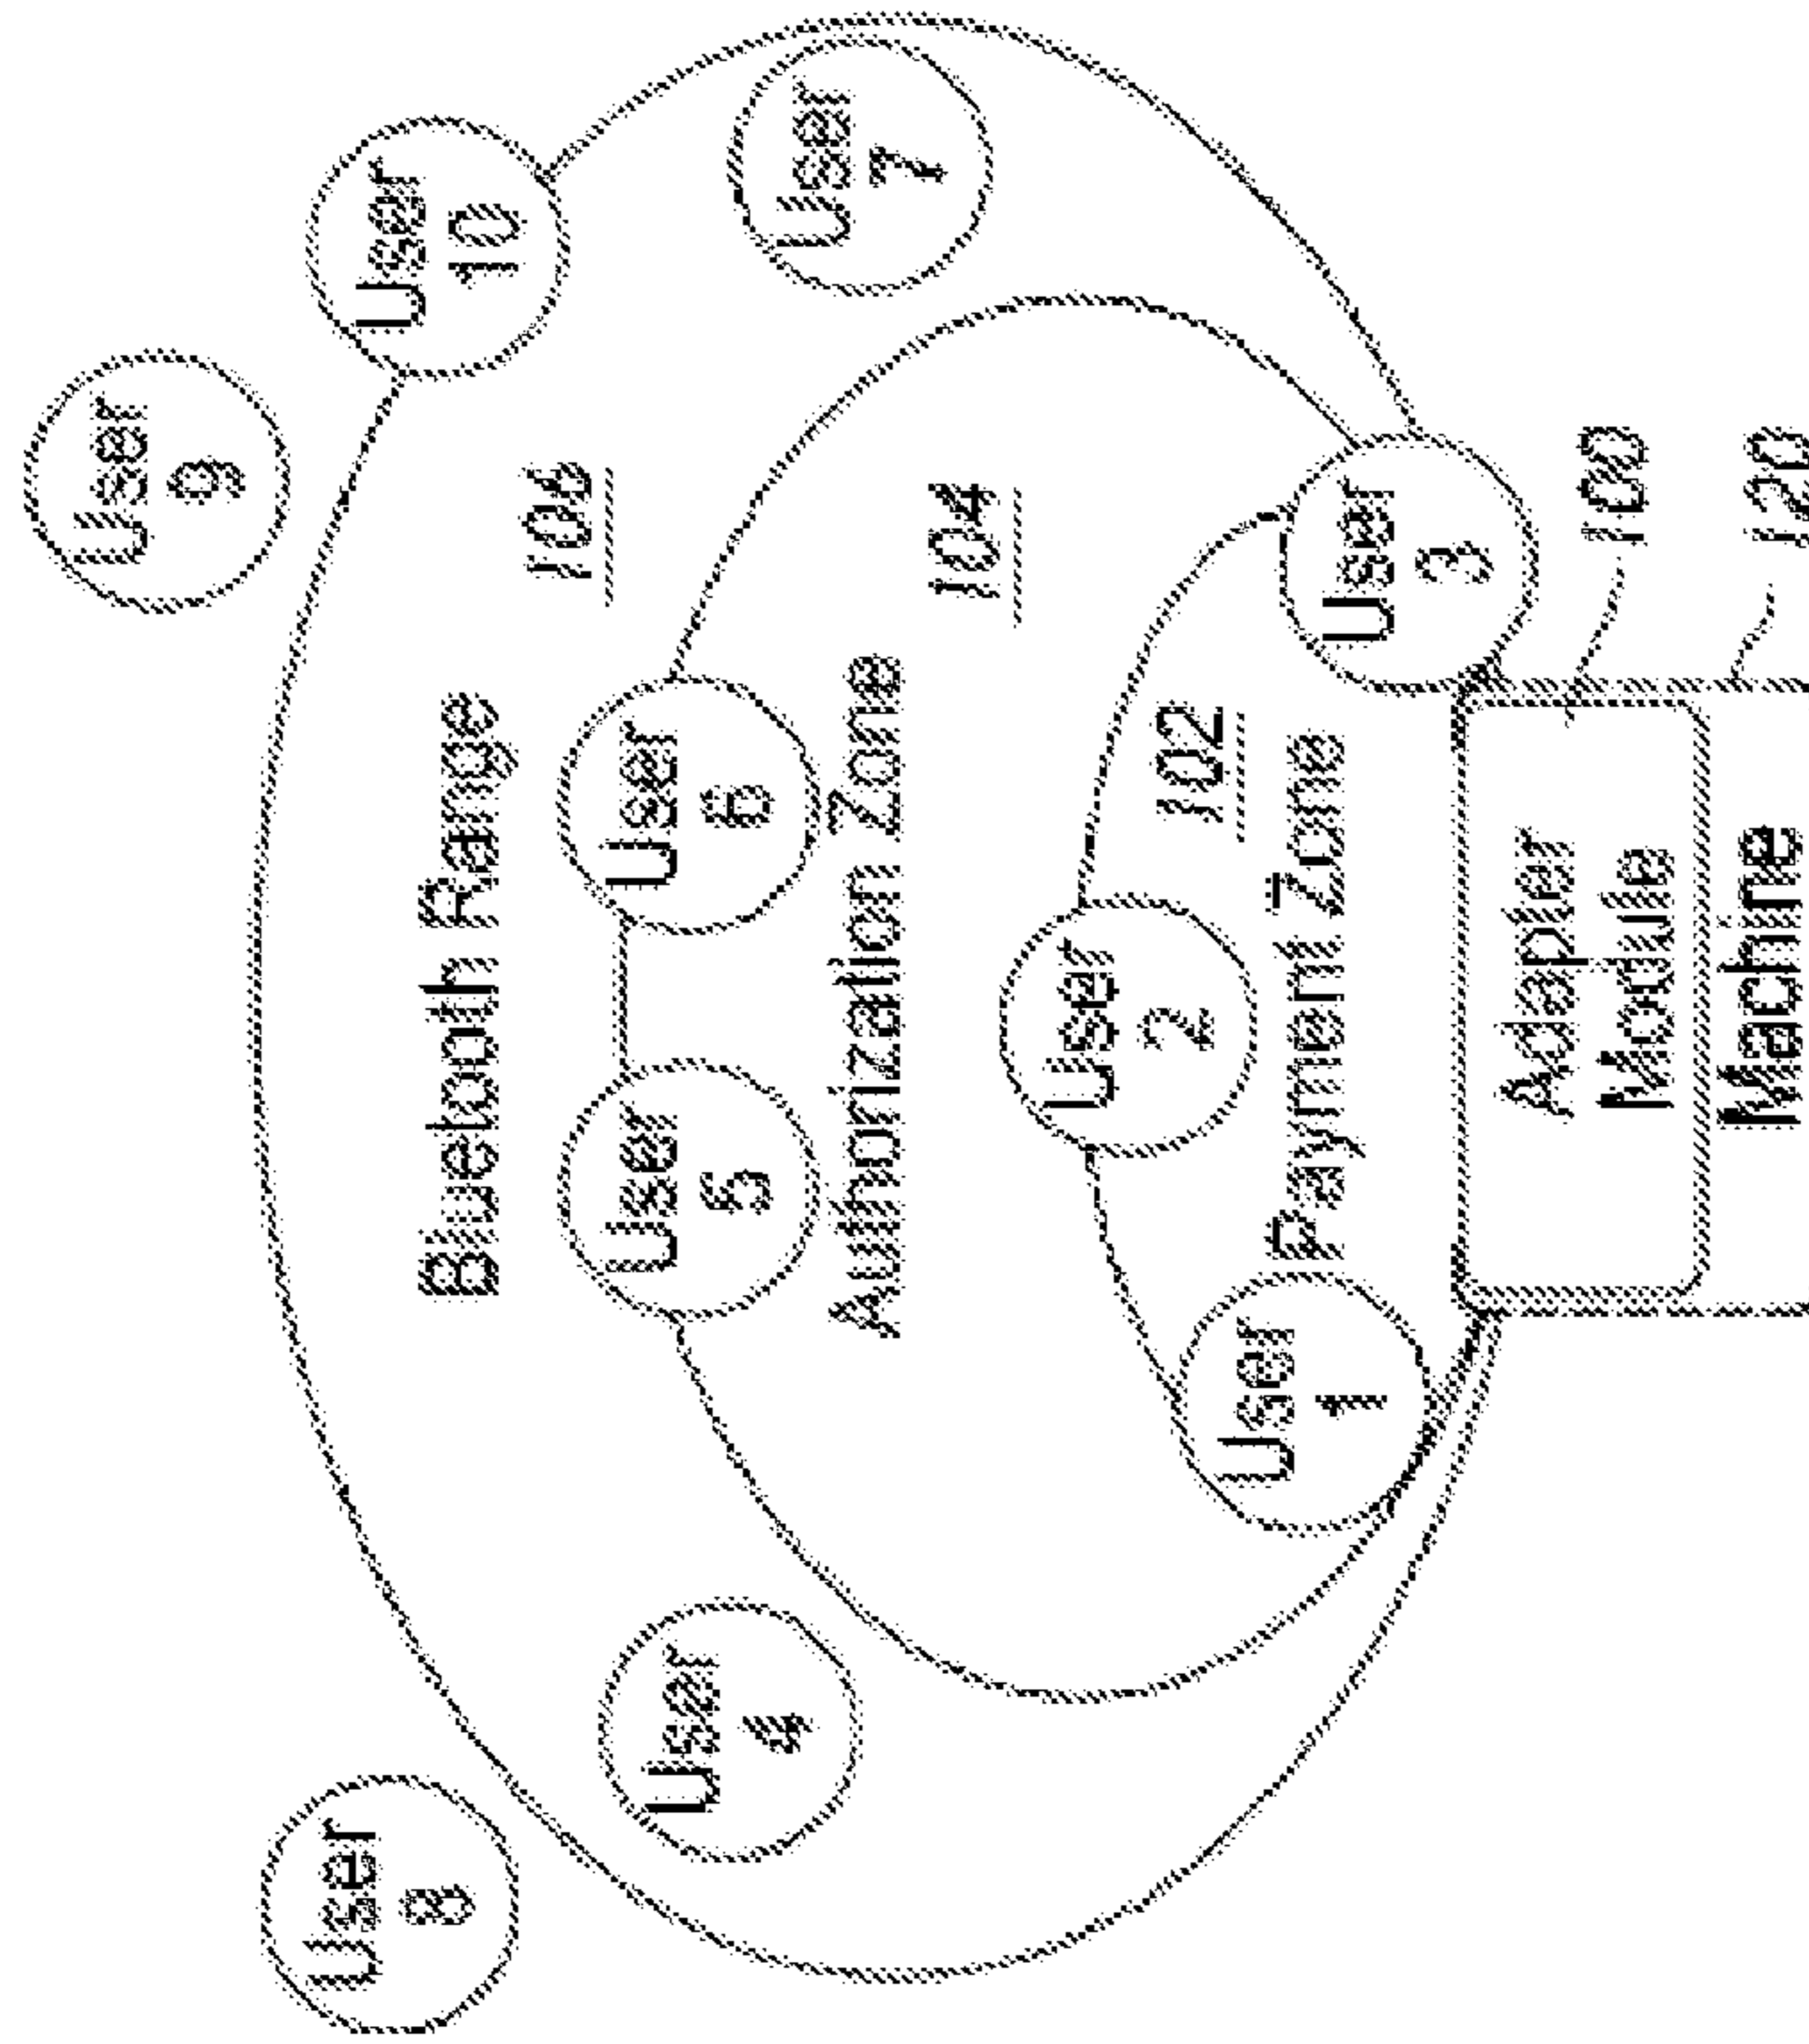 User
9
User
10
User
8
Bluetooth Range
106
User
7
User
5
User
6
User
4
Authorization Zone
104
User
2
102
User
1
Payment Zone
User
3
Adapter
Module
100
Machine
120